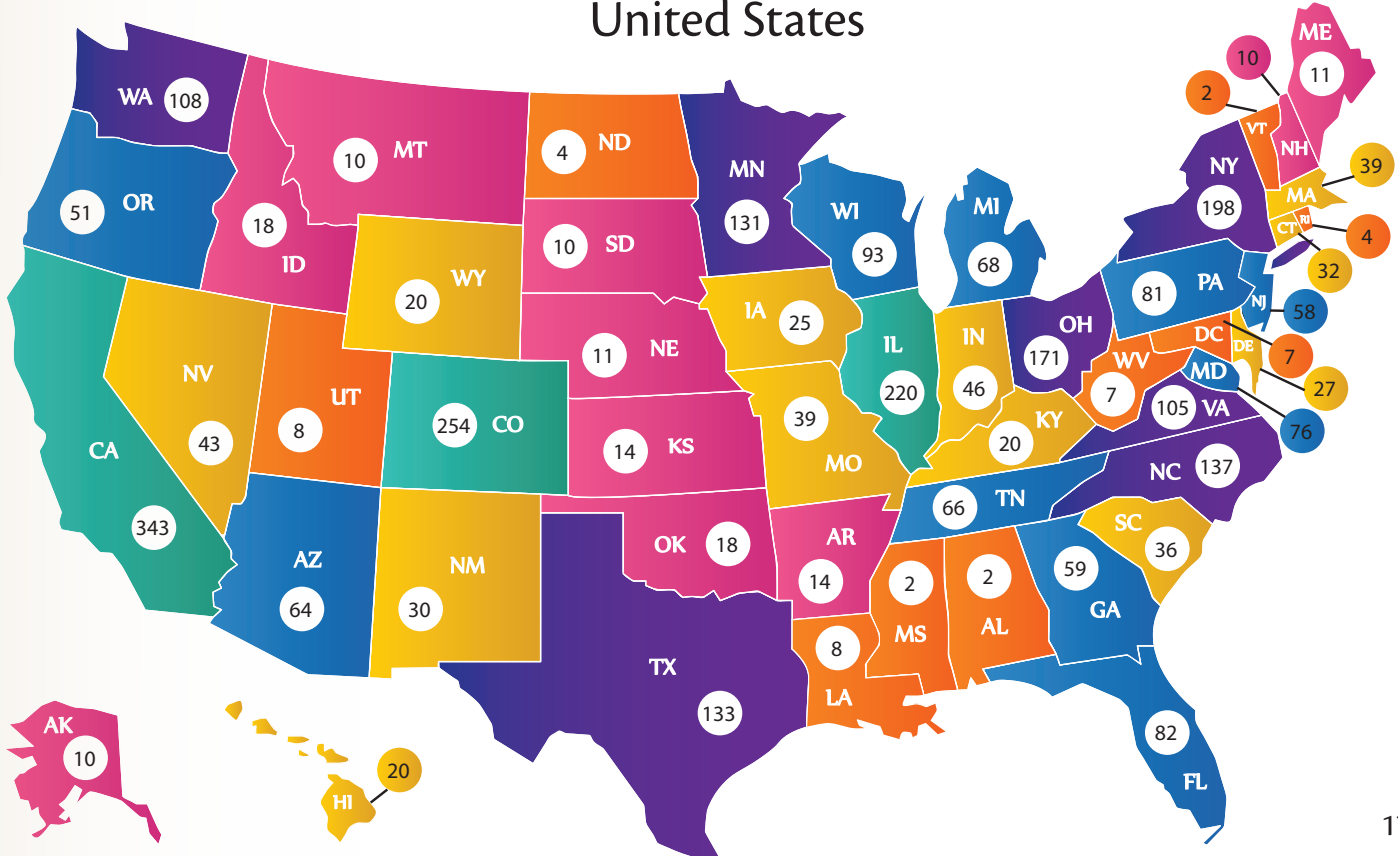 United States
ME
11
10
2
WA 108
VT
NH
39
MT
10
ND
4
MN
131
NY
198
MA
OR
51
ID
18
SD
10
WI
93
MI
68
CT
RI
4
32
WY
20
PA
81
NJ
58
IA
25
NE
11
IL
220
IN
46
OH
171
DC
7
DE
27
WV
7
MD
76
NV
43
UT
8
CO
254
KS
14
MO
39
KY
20
VA
105
CA
343
NC
137
TN
66
AZ
64
NM
30
OK
18
AR
14
SC
36
MS
2
AL
2
GA
59
TX
133
LA
8
FL
82
AK
10
HI
20